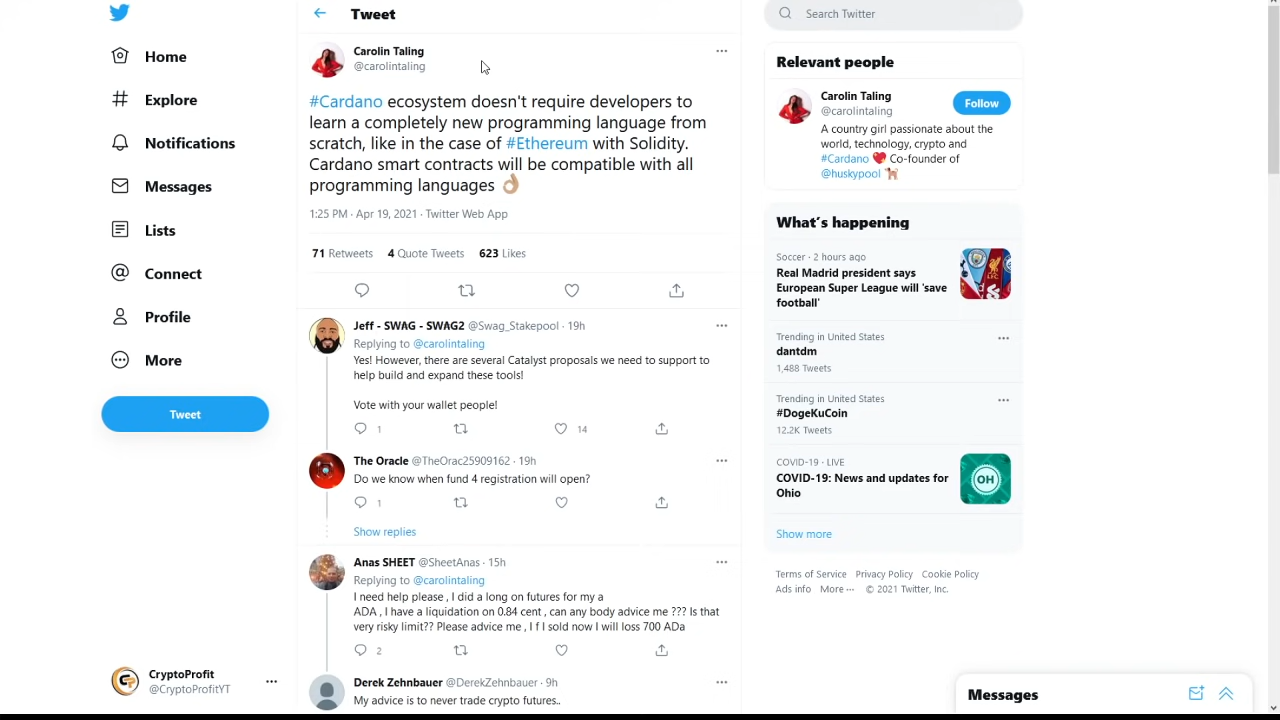 Home
Explore
Notifications
Messages
Lists
Connect
Profile
More
Tweet
CryptoProfit
@CryptoProfitYT
Tweet
Carolin Taling
@carolintaling
#Cardano ecosystem doesn't require developers to
learn a completely new programming language from
scratch, like in the case of #Ethereum with Solidity.
Cardano smart contracts will be compatible with all
programming languages 👌🏽
1:25 PM · Apr 19, 2021 · Twitter Web App
71 Retweets 4 Quote Tweets 623 Likes
Jeff - SWAG - SWAG2 @Swag_Stakepool · 19h
Replying to @carolintaling
Yes! However, there are several Catalyst proposals we need to support to
help build and expand these tools!
Vote with your wallet people!
1 14
The Oracle @TheOrac25909162 · 19h
Do we know when fund 4 registration will open?
1
Show replies
Anas SHEET @SheetAnas · 15h
Replying to @carolintaling
I need help please , I did a long on futures for my a
ADA , I have a liquidation on 0.84 cent , can any body advice me ??? Is that
very risky limit?? Please advice me , I f I sold now I will loss 700 ADa
2
Derek Zehnbauer @DerekZehnbauer · 9h
My advice is to never trade crypto futures..
Search Twitter
Relevant people
Carolin Taling
@carolintaling
Follow
A country girl passionate about the
world, technology, crypto and
#Cardano ❤️ Co-founder of
@huskypool 🐕
What's happening
Soccer · 2 hours ago
Real Madrid president says
European Super League will 'save
football'
Trending in United States
dantdm
1,488 Tweets
Trending in United States
#DogeKuCoin
12.2K Tweets
COVID-19 · LIVE
COVID-19: News and updates for
Ohio
OH
Show more
Terms of Service Privacy Policy Cookie Policy
Ads info More ··· © 2021 Twitter, Inc.
Messages